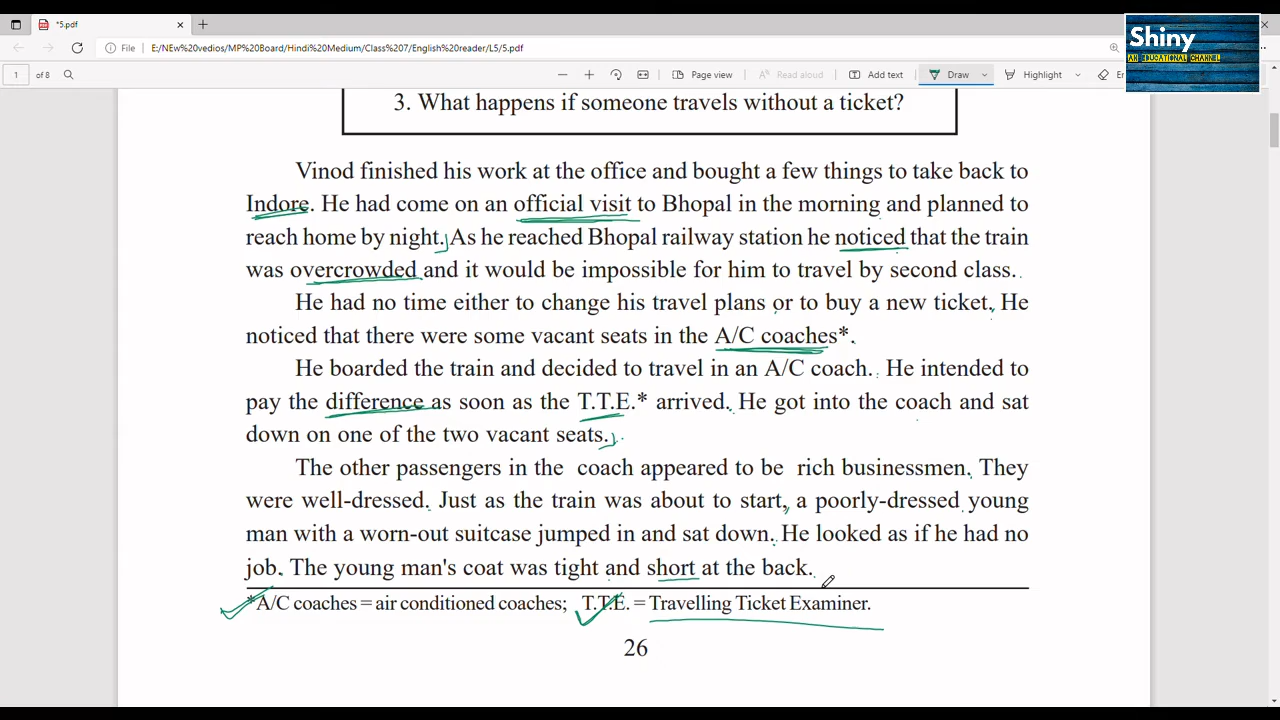 *5.pdf
File
E:/NEw%20vedios/MP%20Board/Hindi%20Medium/Class%207/English%20reader/L5/5.pdf
Shiny
AN EDUCATIONAL CHANNEL
1 of 8
Page view
Read aloud
Add text
Draw
Highlight
3. What happens if someone travels without a ticket?
Vinod finished his work at the office and bought a few things to take back to
Indore. He had come on an official visit to Bhopal in the morning and planned to
reach home by night. As he reached Bhopal railway station he noticed that the train
was overcrowded and it would be impossible for him to travel by second class.
He had no time either to change his travel plans or to buy a new ticket. He
noticed that there were some vacant seats in the A/C coaches*.
He boarded the train and decided to travel in an A/C coach. He intended to
pay the difference as soon as the T.T.E.* arrived. He got into the coach and sat
down on one of the two vacant seats.
The other passengers in the coach appeared to be rich businessmen. They
were well-dressed. Just as the train was about to start, a poorly-dressed young
man with a worn-out suitcase jumped in and sat down. He looked as if he had no
job. The young man's coat was tight and short at the back.
*A/C coaches = air conditioned coaches; T.T.E. = Travelling Ticket Examiner.
26